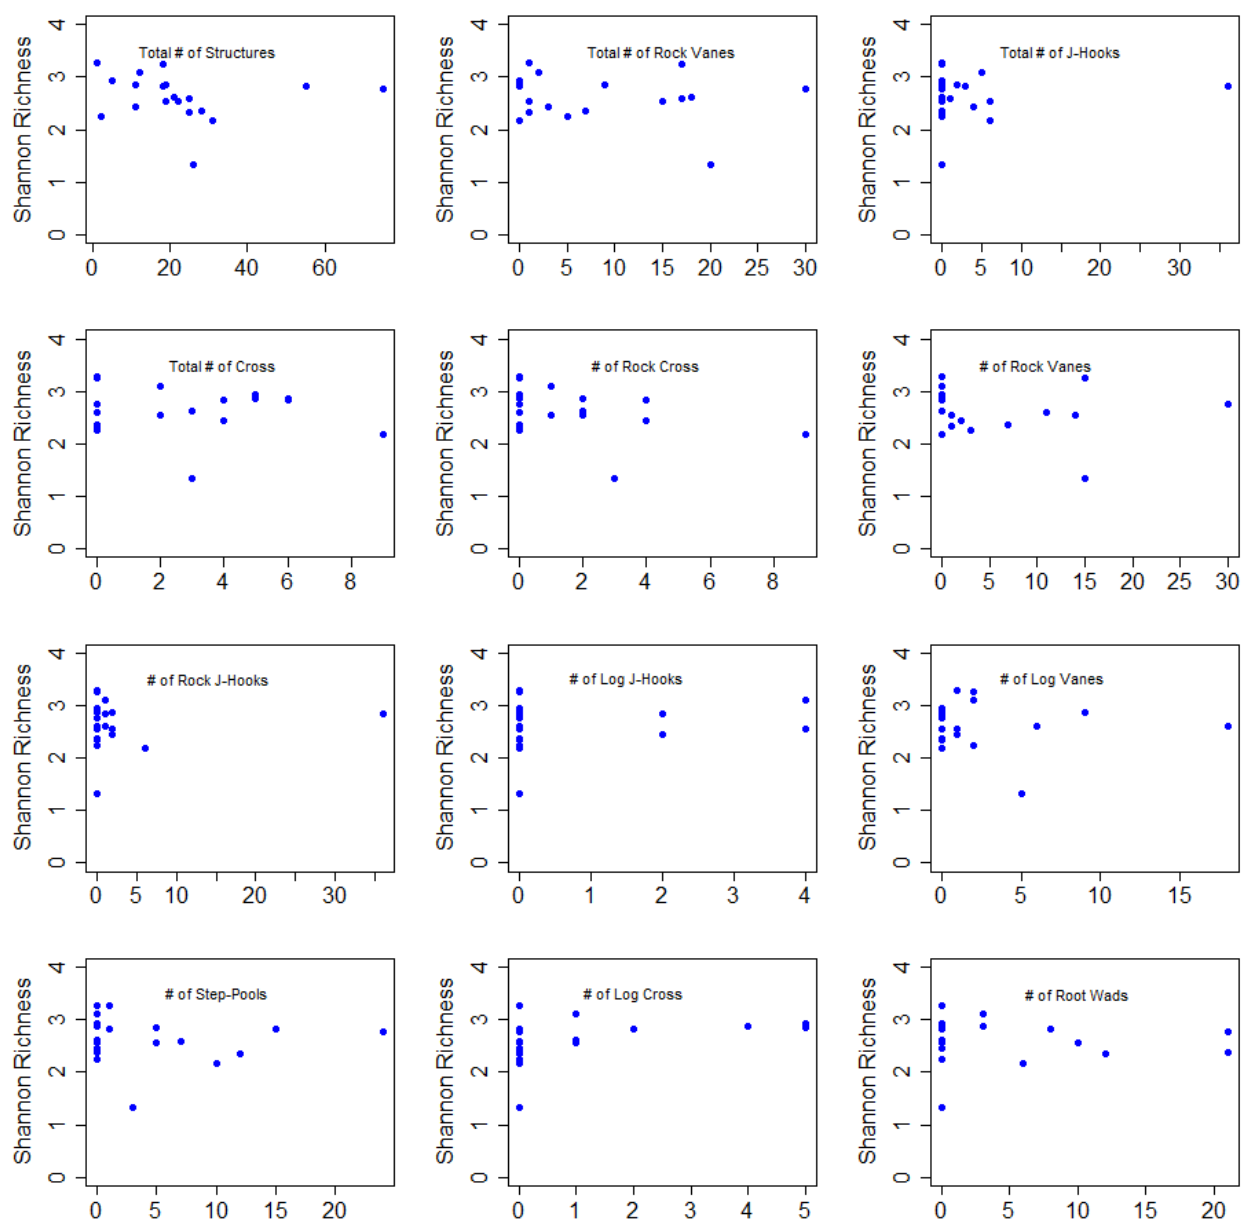 Total # of Structures
Shannon Richness
0 1 2 3 4
0 20 40 60
Total # of Rock Vanes
Shannon Richness
0 1 2 3 4
0 5 10 15 20 25 30
Total # of J-Hooks
Shannon Richness
0 1 2 3 4
0 5 10 20 30
Total # of Cross
Shannon Richness
0 1 2 3 4
0 2 4 6 8
# of Rock Cross
Shannon Richness
0 1 2 3 4
0 2 4 6 8
# of Rock Vanes
Shannon Richness
0 1 2 3 4
0 5 10 15 20 25 30
# of Rock J-Hooks
Shannon Richness
0 1 2 3 4
0 5 10 20 30
# of Log J-Hooks
Shannon Richness
0 1 2 3 4
0 1 2 3 4
# of Log Vanes
Shannon Richness
0 1 2 3 4
0 5 10 15
# of Step-Pools
Shannon Richness
0 1 2 3 4
0 5 10 15 20
# of Log Cross
Shannon Richness
0 1 2 3 4
0 1 2 3 4 5
# of Root Wads
Shannon Richness
0 1 2 3 4
0 5 10 15 20